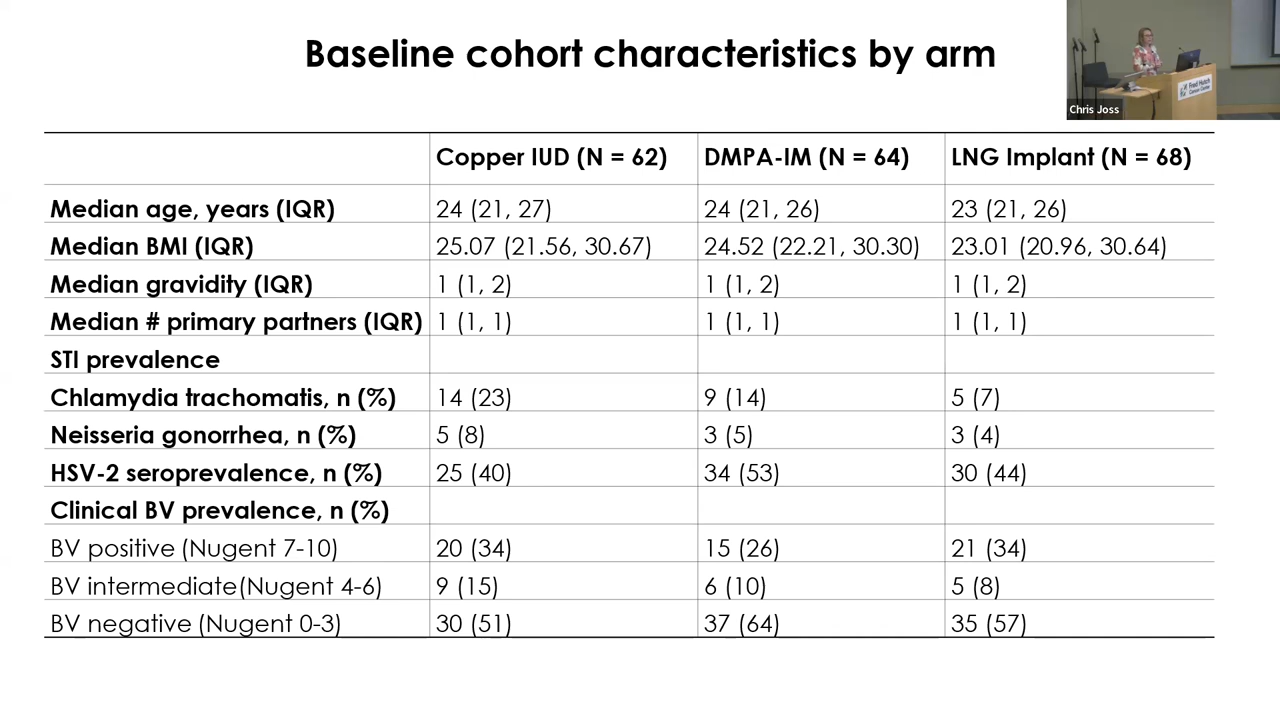 Baseline cohort characteristics by arm
Fred Hutch
Cancer Center
Chris Joss
Copper IUD (N = 62) DMPA-IM (N = 64) LNG Implant (N = 68)
Median age, years (IQR) 24 (21, 27) 24 (21, 26) 23 (21, 26)
Median BMI (IQR) 25.07 (21.56, 30.67) 24.52 (22.21, 30.30) 23.01 (20.96, 30.64)
Median gravidity (IQR) 1 (1, 2) 1 (1, 2) 1 (1, 2)
Median # primary partners (IQR) 1 (1, 1) 1 (1, 1) 1 (1, 1)
STI prevalence
Chlamydia trachomatis, n (%) 14 (23) 9 (14) 5 (7)
Neisseria gonorrhea, n (%) 5 (8) 3 (5) 3 (4)
HSV-2 seroprevalence, n (%) 25 (40) 34 (53) 30 (44)
Clinical BV prevalence, n (%)
BV positive (Nugent 7-10) 20 (34) 15 (26) 21 (34)
BV intermediate(Nugent 4-6) 9 (15) 6 (10) 5 (8)
BV negative (Nugent 0-3) 30 (51) 37 (64) 35 (57)